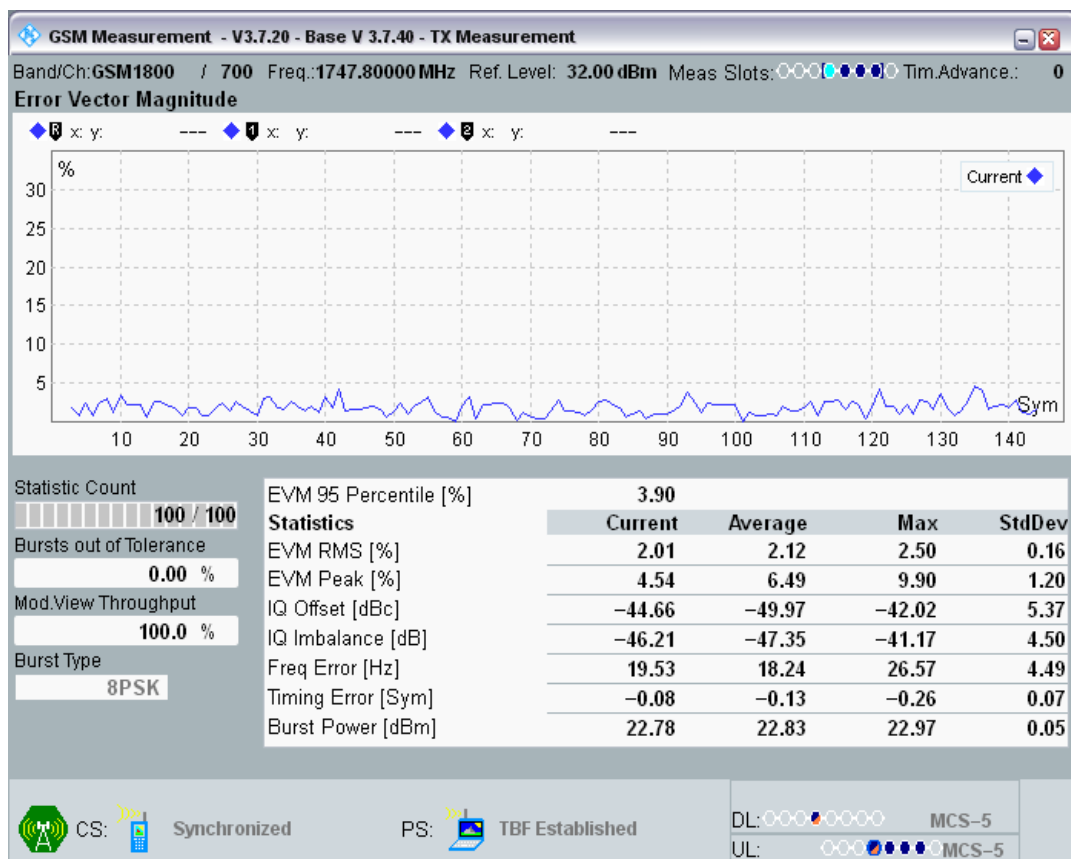 GSM Measurement - V3.7.20 - Base V 3.7.40 - TX Measurement
Band/Ch:GSM1800 / 700 Freq.:1747.80000 MHz Ref. Level: 32.00 dBm Meas Slots: Tim.Advance.: 0
Error Vector Magnitude
R x: y: --- 1 x: y: --- 2 x: y: ---
%
Current
30
25
20
15
10
5
Sym
10 20 30 40 50 60 70 80 90 100 110 120 130 140
Statistic Count
100 / 100
Bursts out of Tolerance
0.00 %
Mod.View Throughput
100.0 %
Burst Type
8PSK
EVM 95 Percentile [%] 3.90
Statistics Current Average Max StdDev
EVM RMS [%] 2.01 2.12 2.50 0.16
EVM Peak [%] 4.54 6.49 9.90 1.20
IQ Offset [dBc] −44.66 −49.97 −42.02 5.37
IQ Imbalance [dB] −46.21 −47.35 −41.17 4.50
Freq Error [Hz] 19.53 18.24 26.57 4.49
Timing Error [Sym] −0.08 −0.13 −0.26 0.07
Burst Power [dBm] 22.78 22.83 22.97 0.05
CS: Synchronized PS: TBF Established
DL: MCS−5
UL: MCS−5